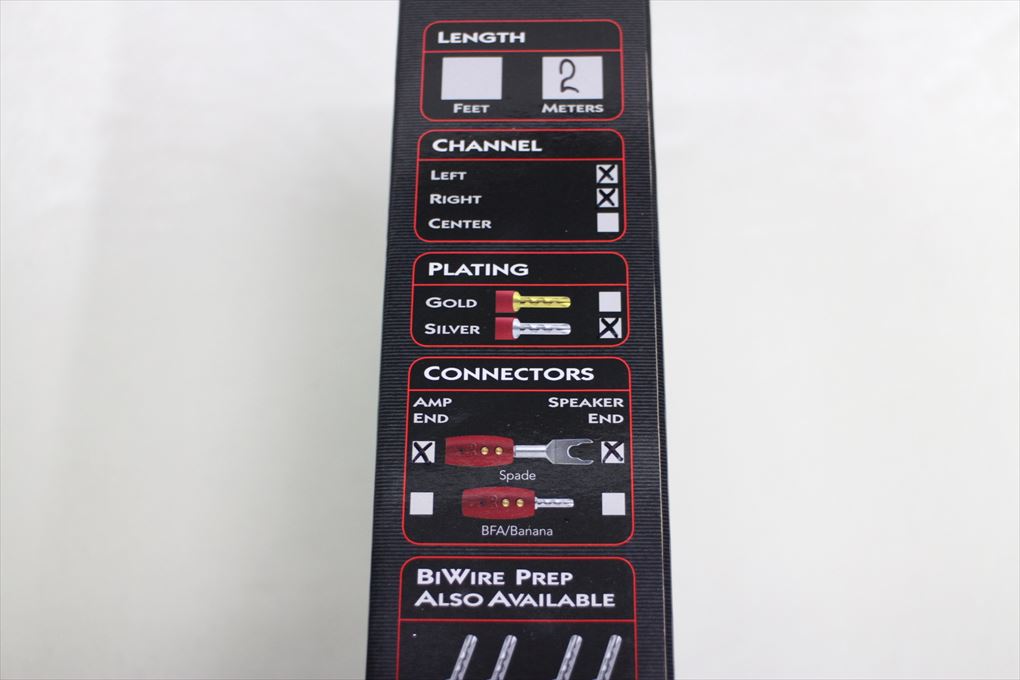 LENGTH
2
FEET METERS
CHANNEL
LEFT X
RIGHT X
CENTER
PLATING
GOLD
SILVER X
CONNECTORS
AMP END SPEAKER END
X X
Spade
BFA/Banana
BIWIRE PREP
ALSO AVAILABLE